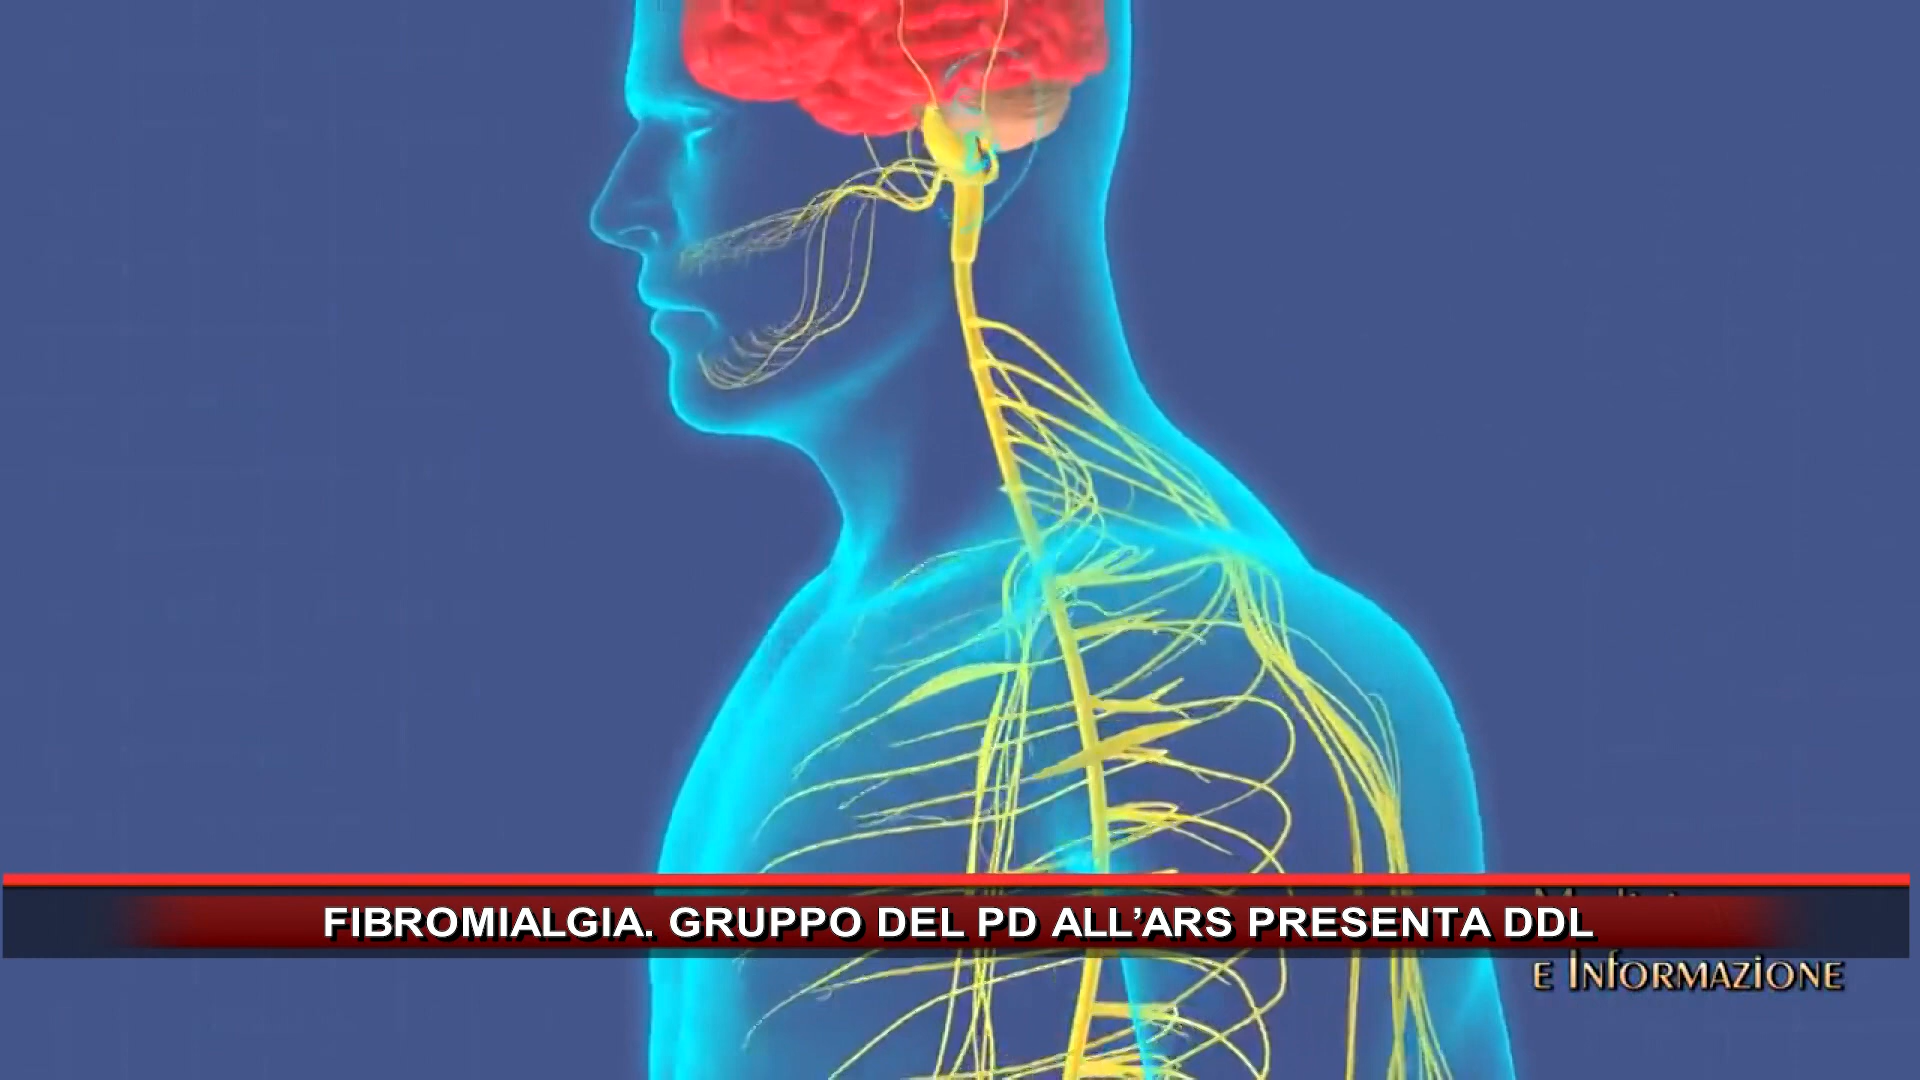 FIBROMIALGIA. GRUPPO DEL PD ALL’ARS PRESENTA DDL
e Informazione